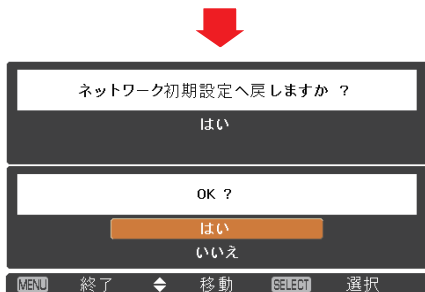 ネットワーク初期設定へ戻しますか ?
はい
OK ?
はい
いいえ
MENU 終了 移動 SELECT 選択